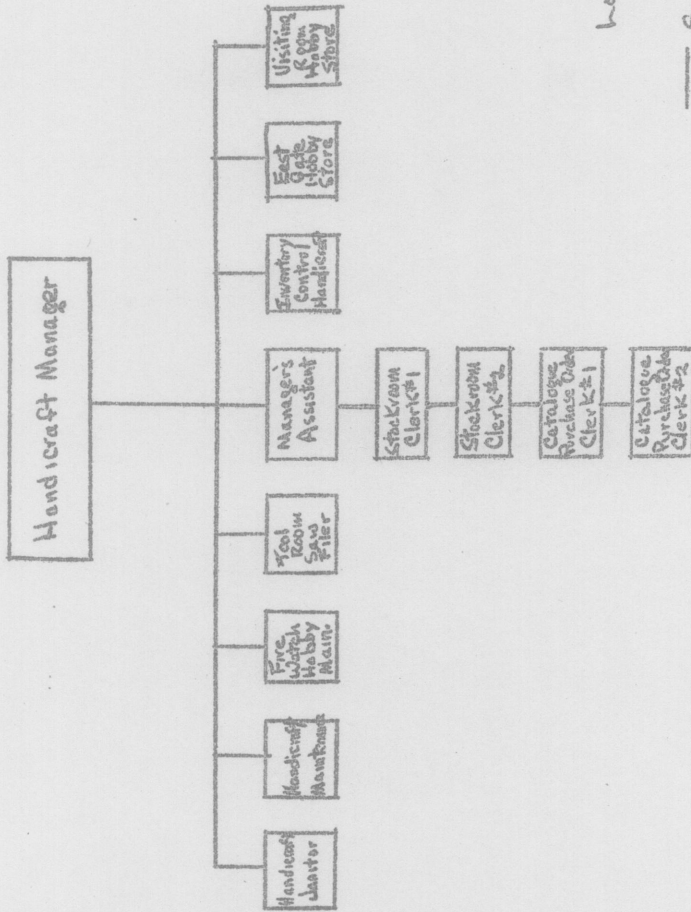 Handicraft Manager
Handicraft
Janitor
Handicraft
Fire
Watch
Hobby
Main.
Tool
Room
Saw
Filer
Manager's
Assistant
Inventory
Control
Handicraft
East
Gate
Hobby
Store
Visiting
Room
Hobby
Store
Stockroom
Clerk #1
Stockroom
Clerk #2
Catalogue
Purchase Order
Clerk #1
Catalogue
Purchase Order
Clerk #2